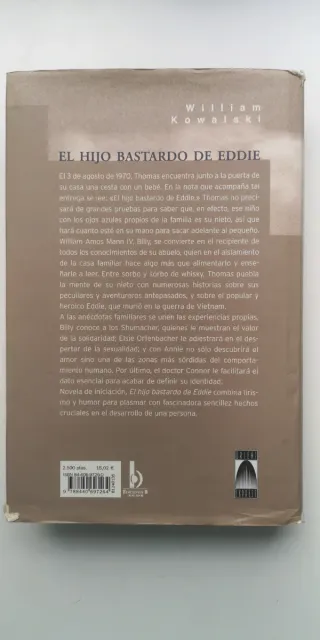 William
Kowalski
EL HIJO BASTARDO DE EDDIE
El 3 de agosto de 1970, Thomas encuentra junto a la puerta de
su casa una cesta con un bebé. En la nota que acompaña tal
entrega se lee: «El hijo bastardo de Eddie.» Thomas no preci-
sará de grandes pruebas para saber que, en efecto, ese niño
con los ojos azules propios de la familia es su nieto, así que
hará cuanto esté en su mano para sacar adelante al pequeño.
William Amos Mann IV, Billy, se convierte en el recipiente de
todos los conocimientos de su abuelo, quien en el aislamiento
de la casa familiar hace algo más que alimentarlo y ense-
ñarle a leer. Entre sorbo y sorbo de whisky, Thomas puebla
la mente de su nieto con numerosas historias sobre sus
peculiares y aventureros antepasados, y sobre el popular y
heroico Eddie, que murió en la guerra de Vietnam.
A las anécdotas familiares se unen las experiencias propias.
Billy conoce a los Shumacher, quienes le muestran el valor
de la solidaridad; Elsie Orfenbacher le adiestrará en el des-
pertar de la sexualidad; y con Annie no sólo descubrirá el
amor sino una de las zonas más sórdidas del comporta-
miento humano. Por último, el doctor Connor le facilitará el
dato esencial para acabar de definir su identidad.
Novela de iniciación, El hijo bastardo de Eddie combina liris-
mo y humor para plasmar con fascinadora sencillez hechos
cruciales en el desarrollo de una persona.
Ediciones B